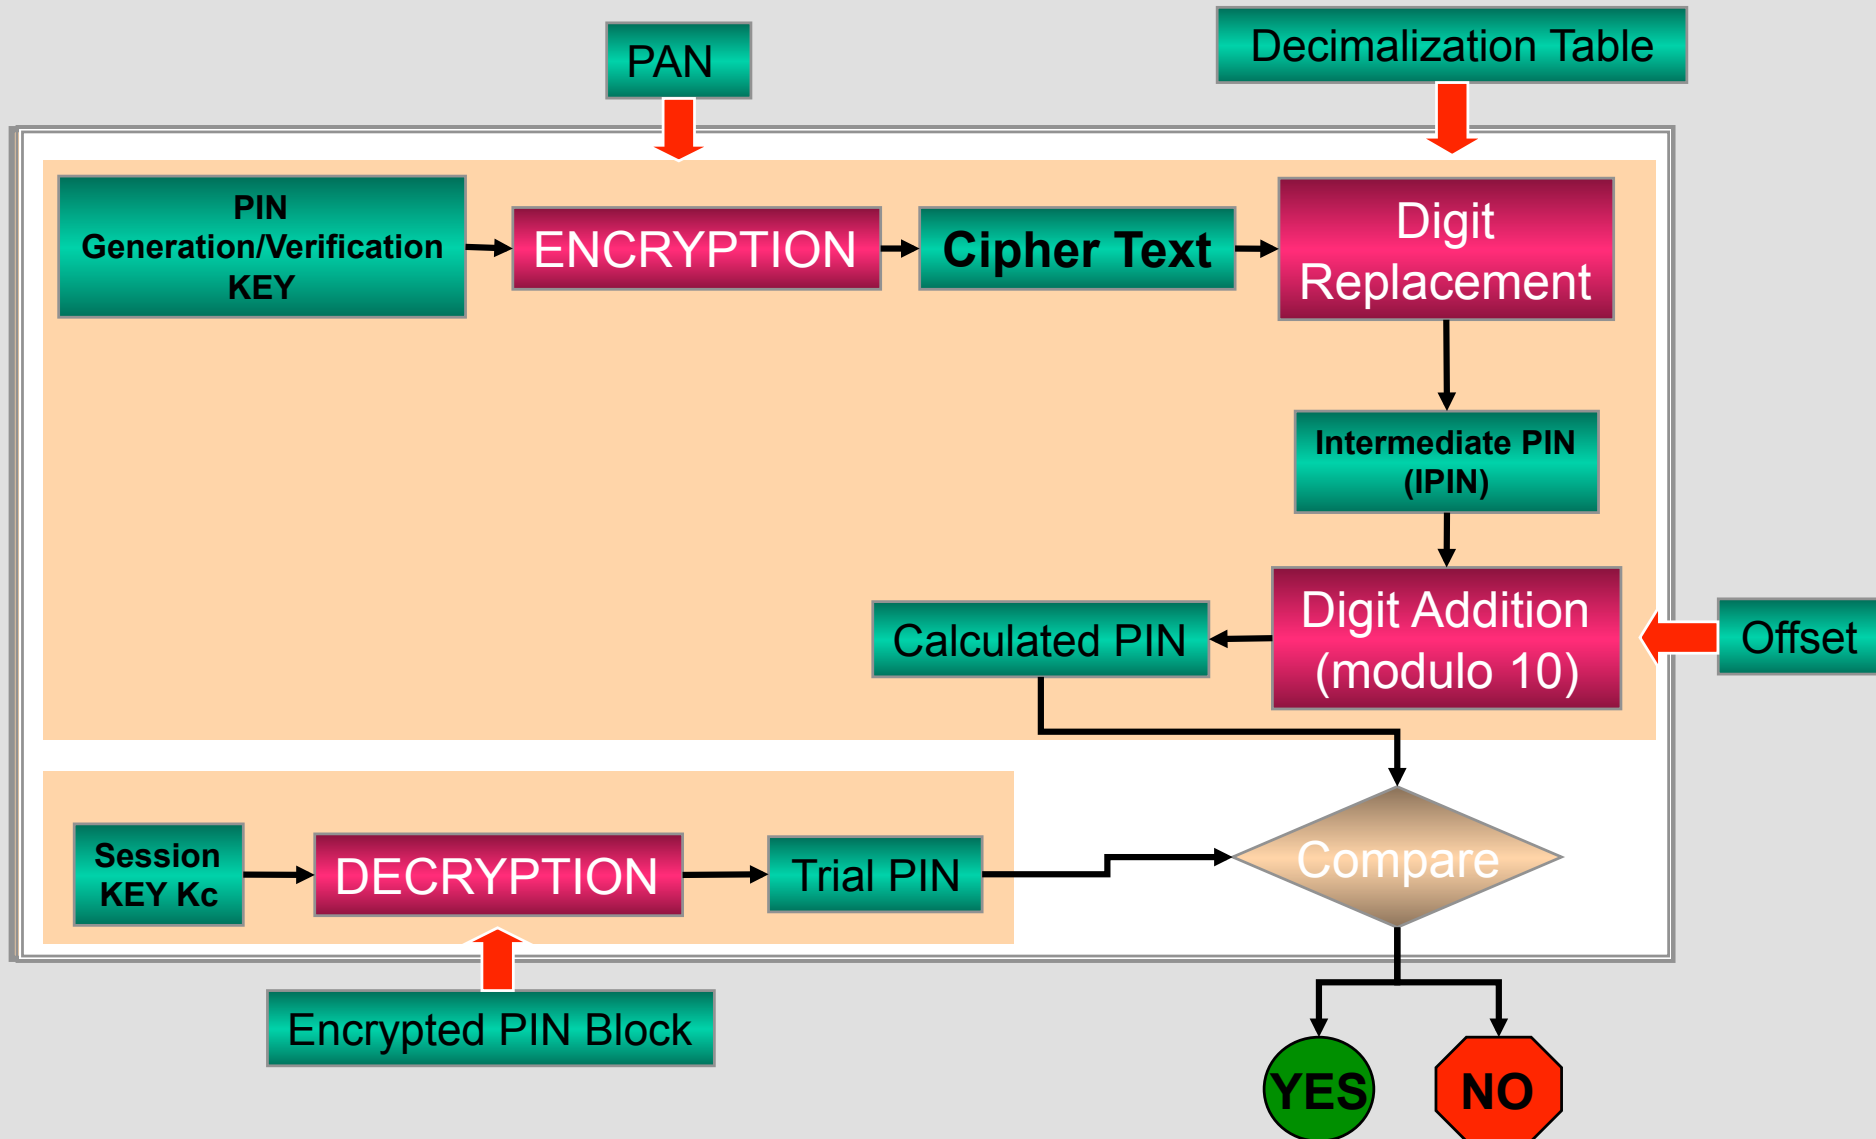 PAN
Decimalization Table
PIN
Generation/Verification
KEY
ENCRYPTION
Cipher Text
Digit
Replacement
Intermediate PIN
(IPIN)
Digit Addition
(modulo 10)
Offset
Calculated PIN
Session
KEY Kc
DECRYPTION
Trial PIN
Compare
Encrypted PIN Block
YES
NO